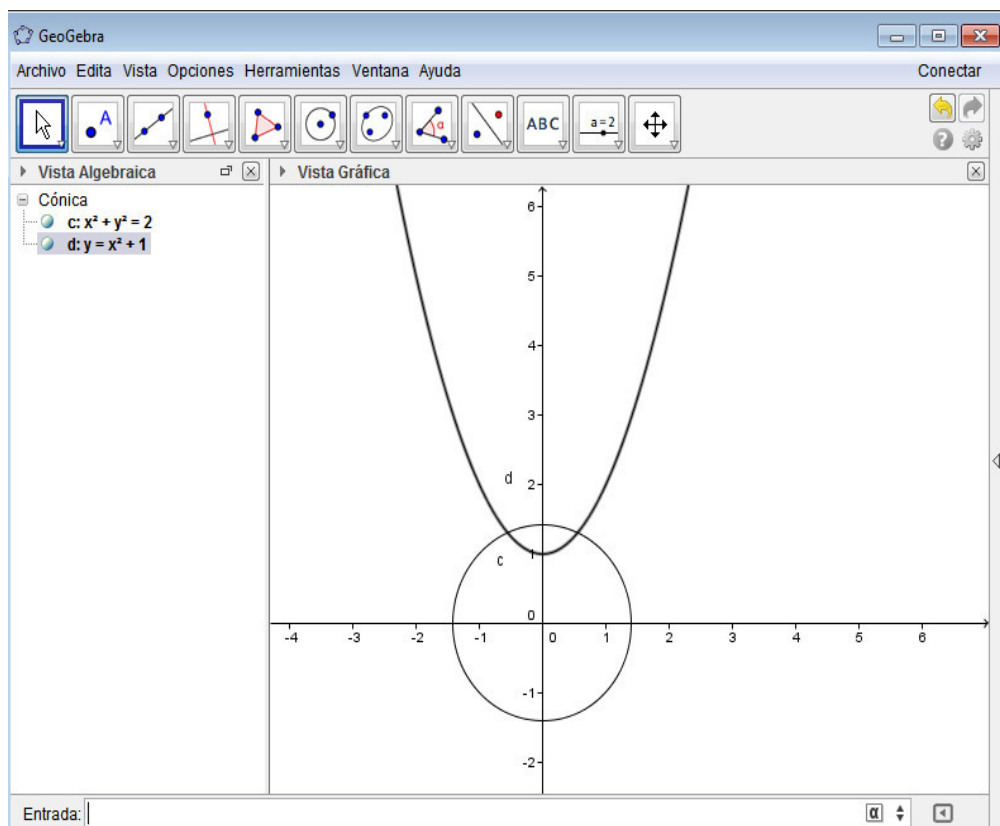 GeoGebra
Archivo Edita Vista Opciones Herramientas Ventana Ayuda
Conectar
A
α
ABC
a=2
Vista Algebraica
Vista Gráfica
Cónica
c: x² + y² = 2
d: y = x² + 1
6
5
4
3
d
2
1
c
0
-4 -3 -2 -1 0 1 2 3 4 5 6
-1
-2
Entrada:
α